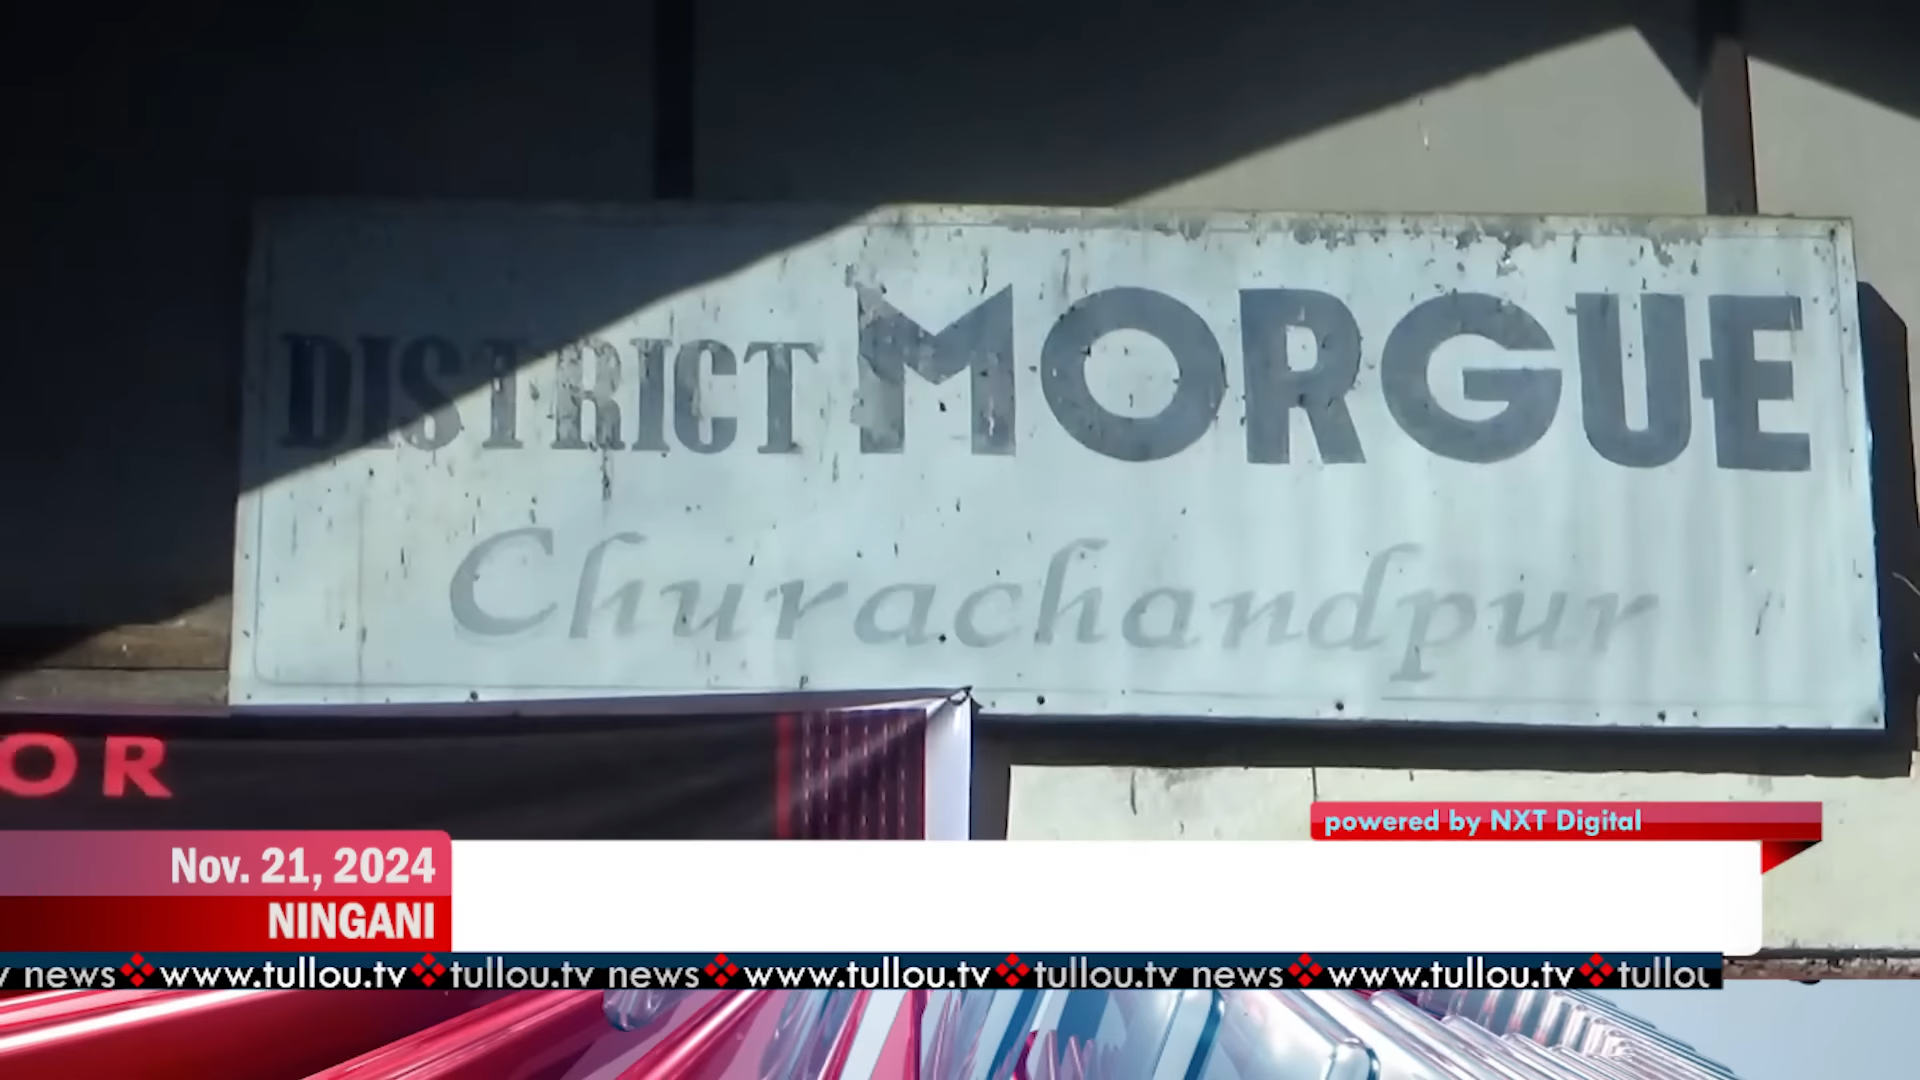 DISTRICT MORGUE
Churachandpur
OR
powered by NXT Digital
Nov. 21, 2024
NINGANI
v news www.tullou.tv tullou.tv news www.tullou.tv tullou.tv news www.tullou.tv tullou